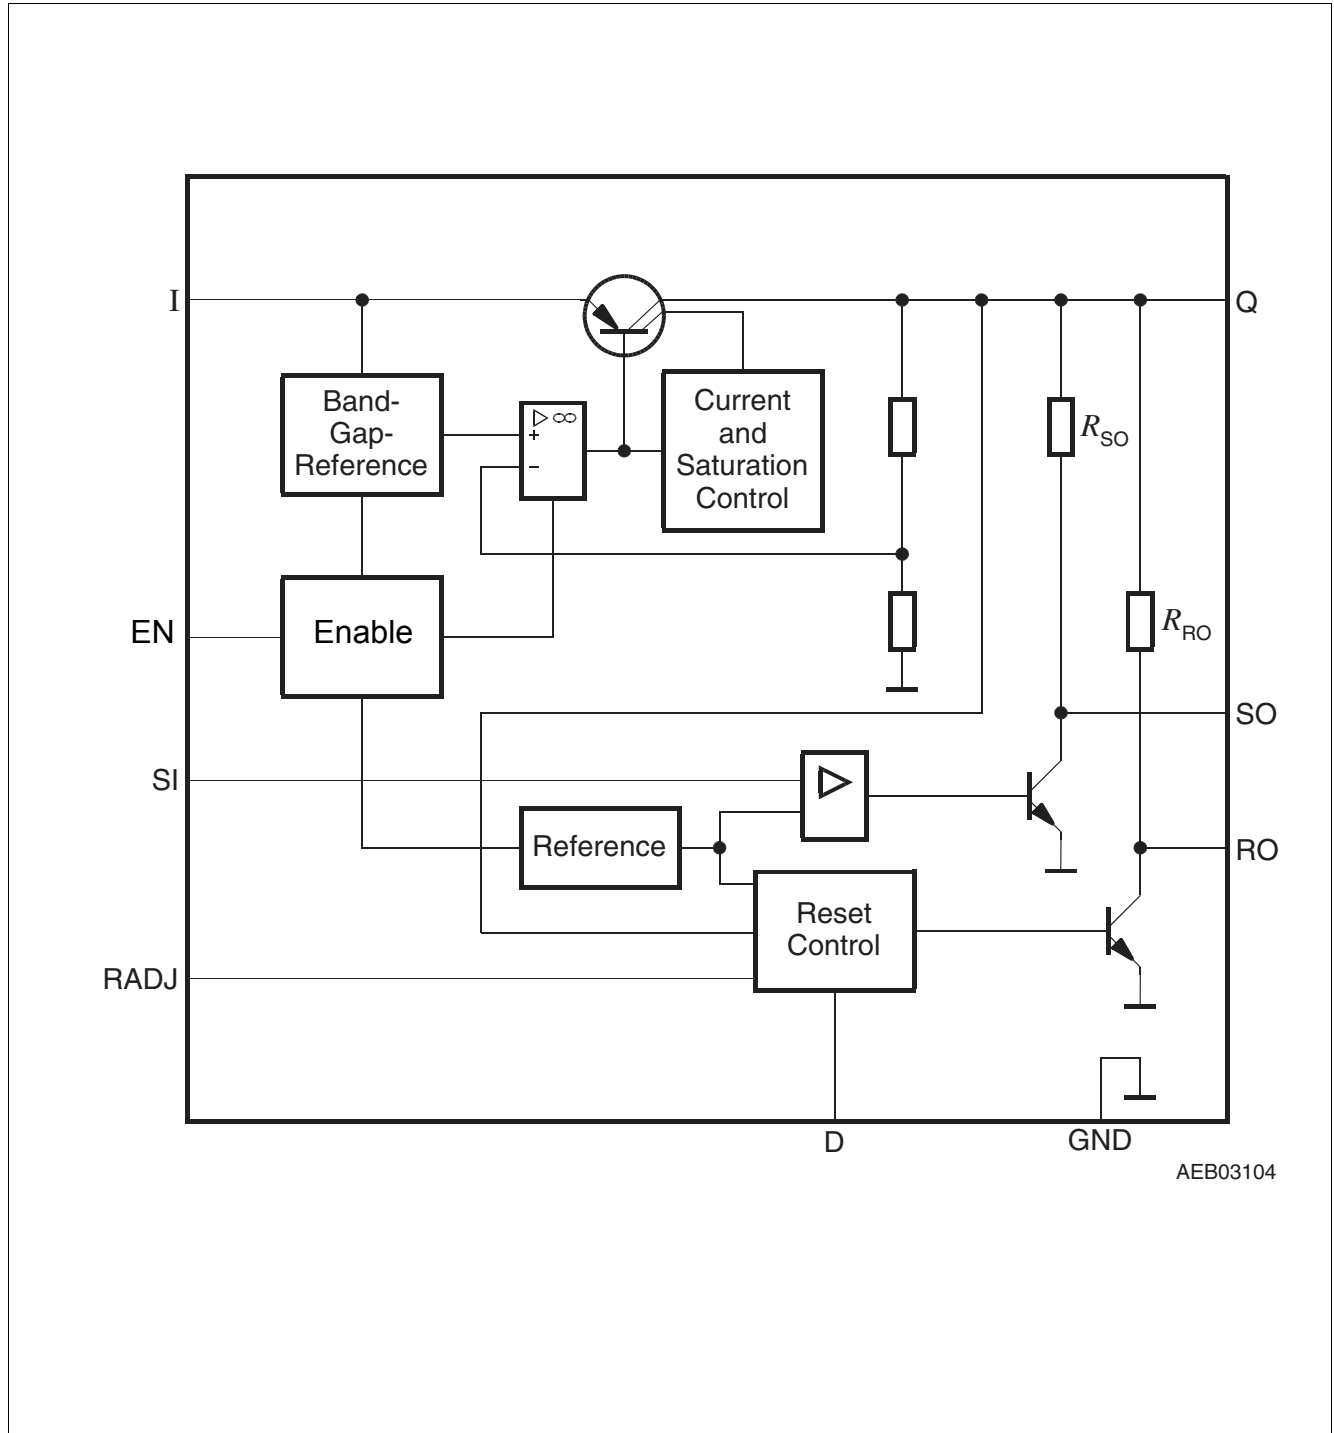 I
Q
Band-
Gap-
Reference
▷ ∞
+
−
Current
and
Saturation
Control
R_SO
EN
Enable
R_RO
SO
SI
Reference
RO
Reset
Control
RADJ
D
GND
AEB03104